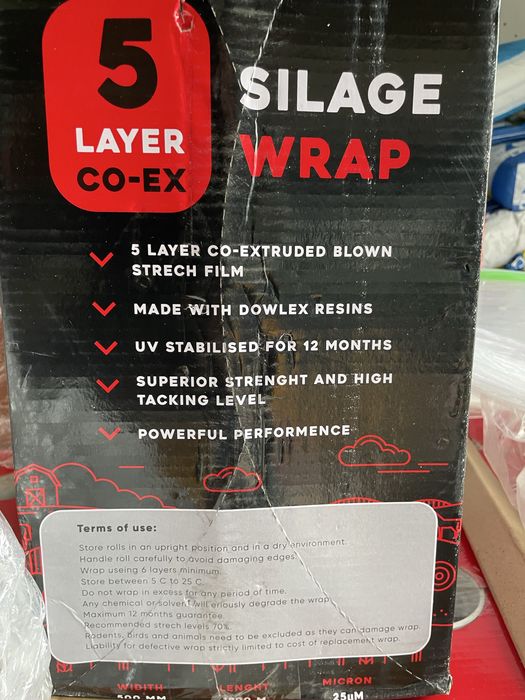 5
LAYER
CO-EX
SILAGE
WRAP
5 LAYER CO-EXTRUDED BLOWN
STRECH FILM
MADE WITH DOWLEX RESINS
UV STABILISED FOR 12 MONTHS
SUPERIOR STRENGHT AND HIGH
TACKING LEVEL
POWERFUL PERFORMENCE
Terms of use:
Store rolls in an upright position and in a dry environment.
Handle roll carefully to avoid damaging edges
Wrap useing 6 layers minimum.
Store between 5 C to 25 C
Do not wrap in excess for any period of time.
Any chemical or solvent will eriously degrade the wrap
Maximum 12 months guarantee.
Recommended strech levels 70%
Rodents, birds and animals need to be excluded as they can damage wrap.
Liability for defective wrap strictly limited to cost of replacement wrap.
WIDITH LENGHT MICRON
25uM